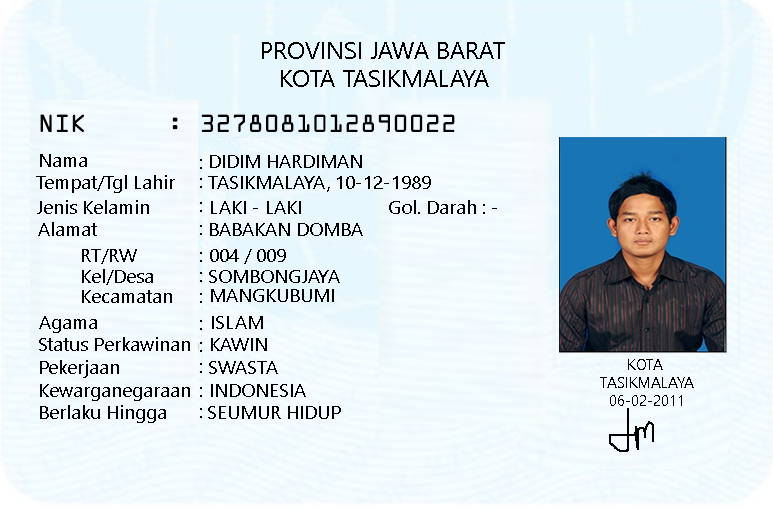 PROVINSI JAWA BARAT
KOTA TASIKMALAYA
NIK : 3278081012890022
Nama : DIDIM HARDIMAN
Tempat/Tgl Lahir : TASIKMALAYA, 10-12-1989
Jenis Kelamin : LAKI - LAKI Gol. Darah : -
Alamat : BABAKAN DOMBA
RT/RW : 004 / 009
Kel/Desa : SOMBONGJAYA
Kecamatan : MANGKUBUMI
Agama : ISLAM
Status Perkawinan : KAWIN
Pekerjaan : SWASTA
Kewarganegaraan : INDONESIA
Berlaku Hingga : SEUMUR HIDUP
KOTA
TASIKMALAYA
06-02-2011